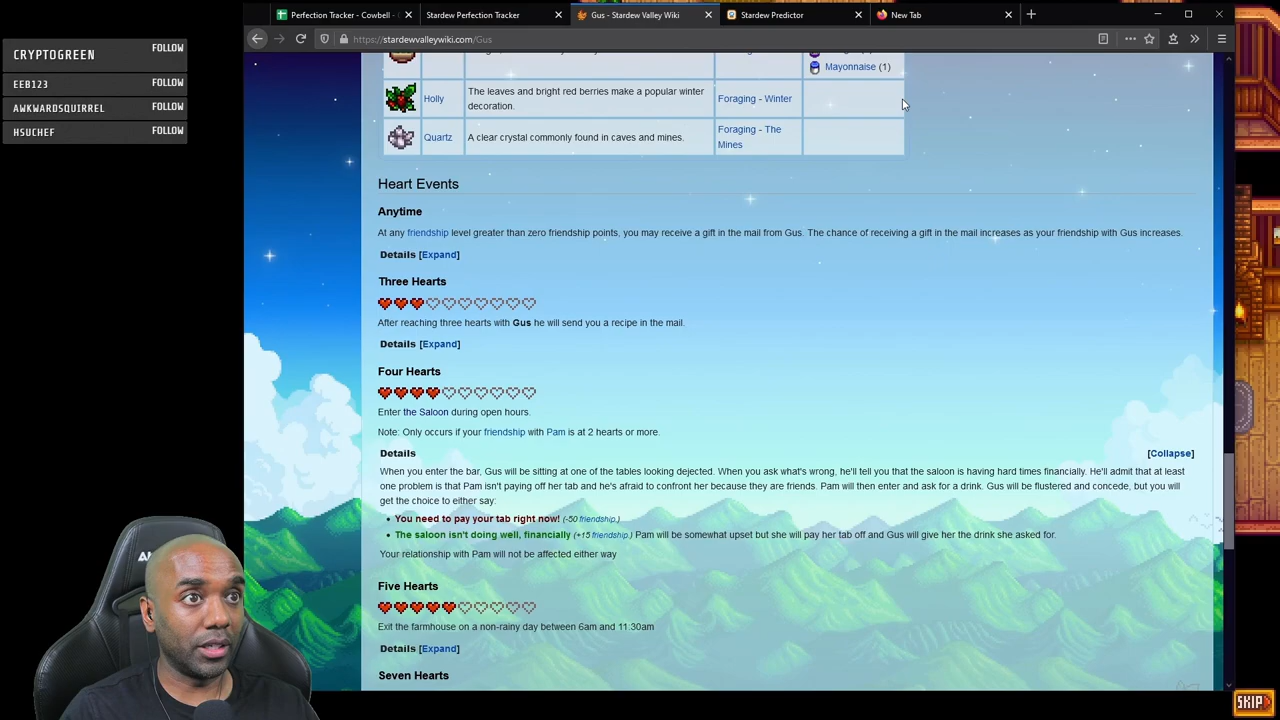 Perfection Tracker - Cowbell -
Stardew Perfection Tracker
Gus - Stardew Valley Wiki
Stardew Predictor
New Tab
https://stardewvalleywiki.com/Gus
CRYPTOGREEN FOLLOW
EEB123 FOLLOW
AWKWARDSQUIRREL FOLLOW
HSUCHEF FOLLOW
Mayonnaise (1)
Holly
The leaves and bright red berries make a popular winter
decoration.
Foraging - Winter
Quartz
A clear crystal commonly found in caves and mines.
Foraging - The
Mines
Heart Events
Anytime
At any friendship level greater than zero friendship points, you may receive a gift in the mail from Gus. The chance of receiving a gift in the mail increases as your friendship with Gus increases.
Details [Expand]
Three Hearts
After reaching three hearts with Gus he will send you a recipe in the mail.
Details [Expand]
Four Hearts
Enter the Saloon during open hours.
Note: Only occurs if your friendship with Pam is at 2 hearts or more.
Details [Collapse]
When you enter the bar, Gus will be sitting at one of the tables looking dejected. When you ask what's wrong, he'll tell you that the saloon is having hard times financially. He'll admit that at least
one problem is that Pam isn't paying off her tab and he's afraid to confront her because they are friends. Pam will then enter and ask for a drink. Gus will be flustered and concede, but you will
get the choice to either say:
You need to pay your tab right now! (-50 friendship.)
The saloon isn't doing well, financially (+15 friendship.) Pam will be somewhat upset but she will pay her tab off and Gus will give her the drink she asked for.
Your relationship with Pam will not be affected either way
Five Hearts
Exit the farmhouse on a non-rainy day between 6am and 11:30am
Details [Expand]
Seven Hearts
SKIP